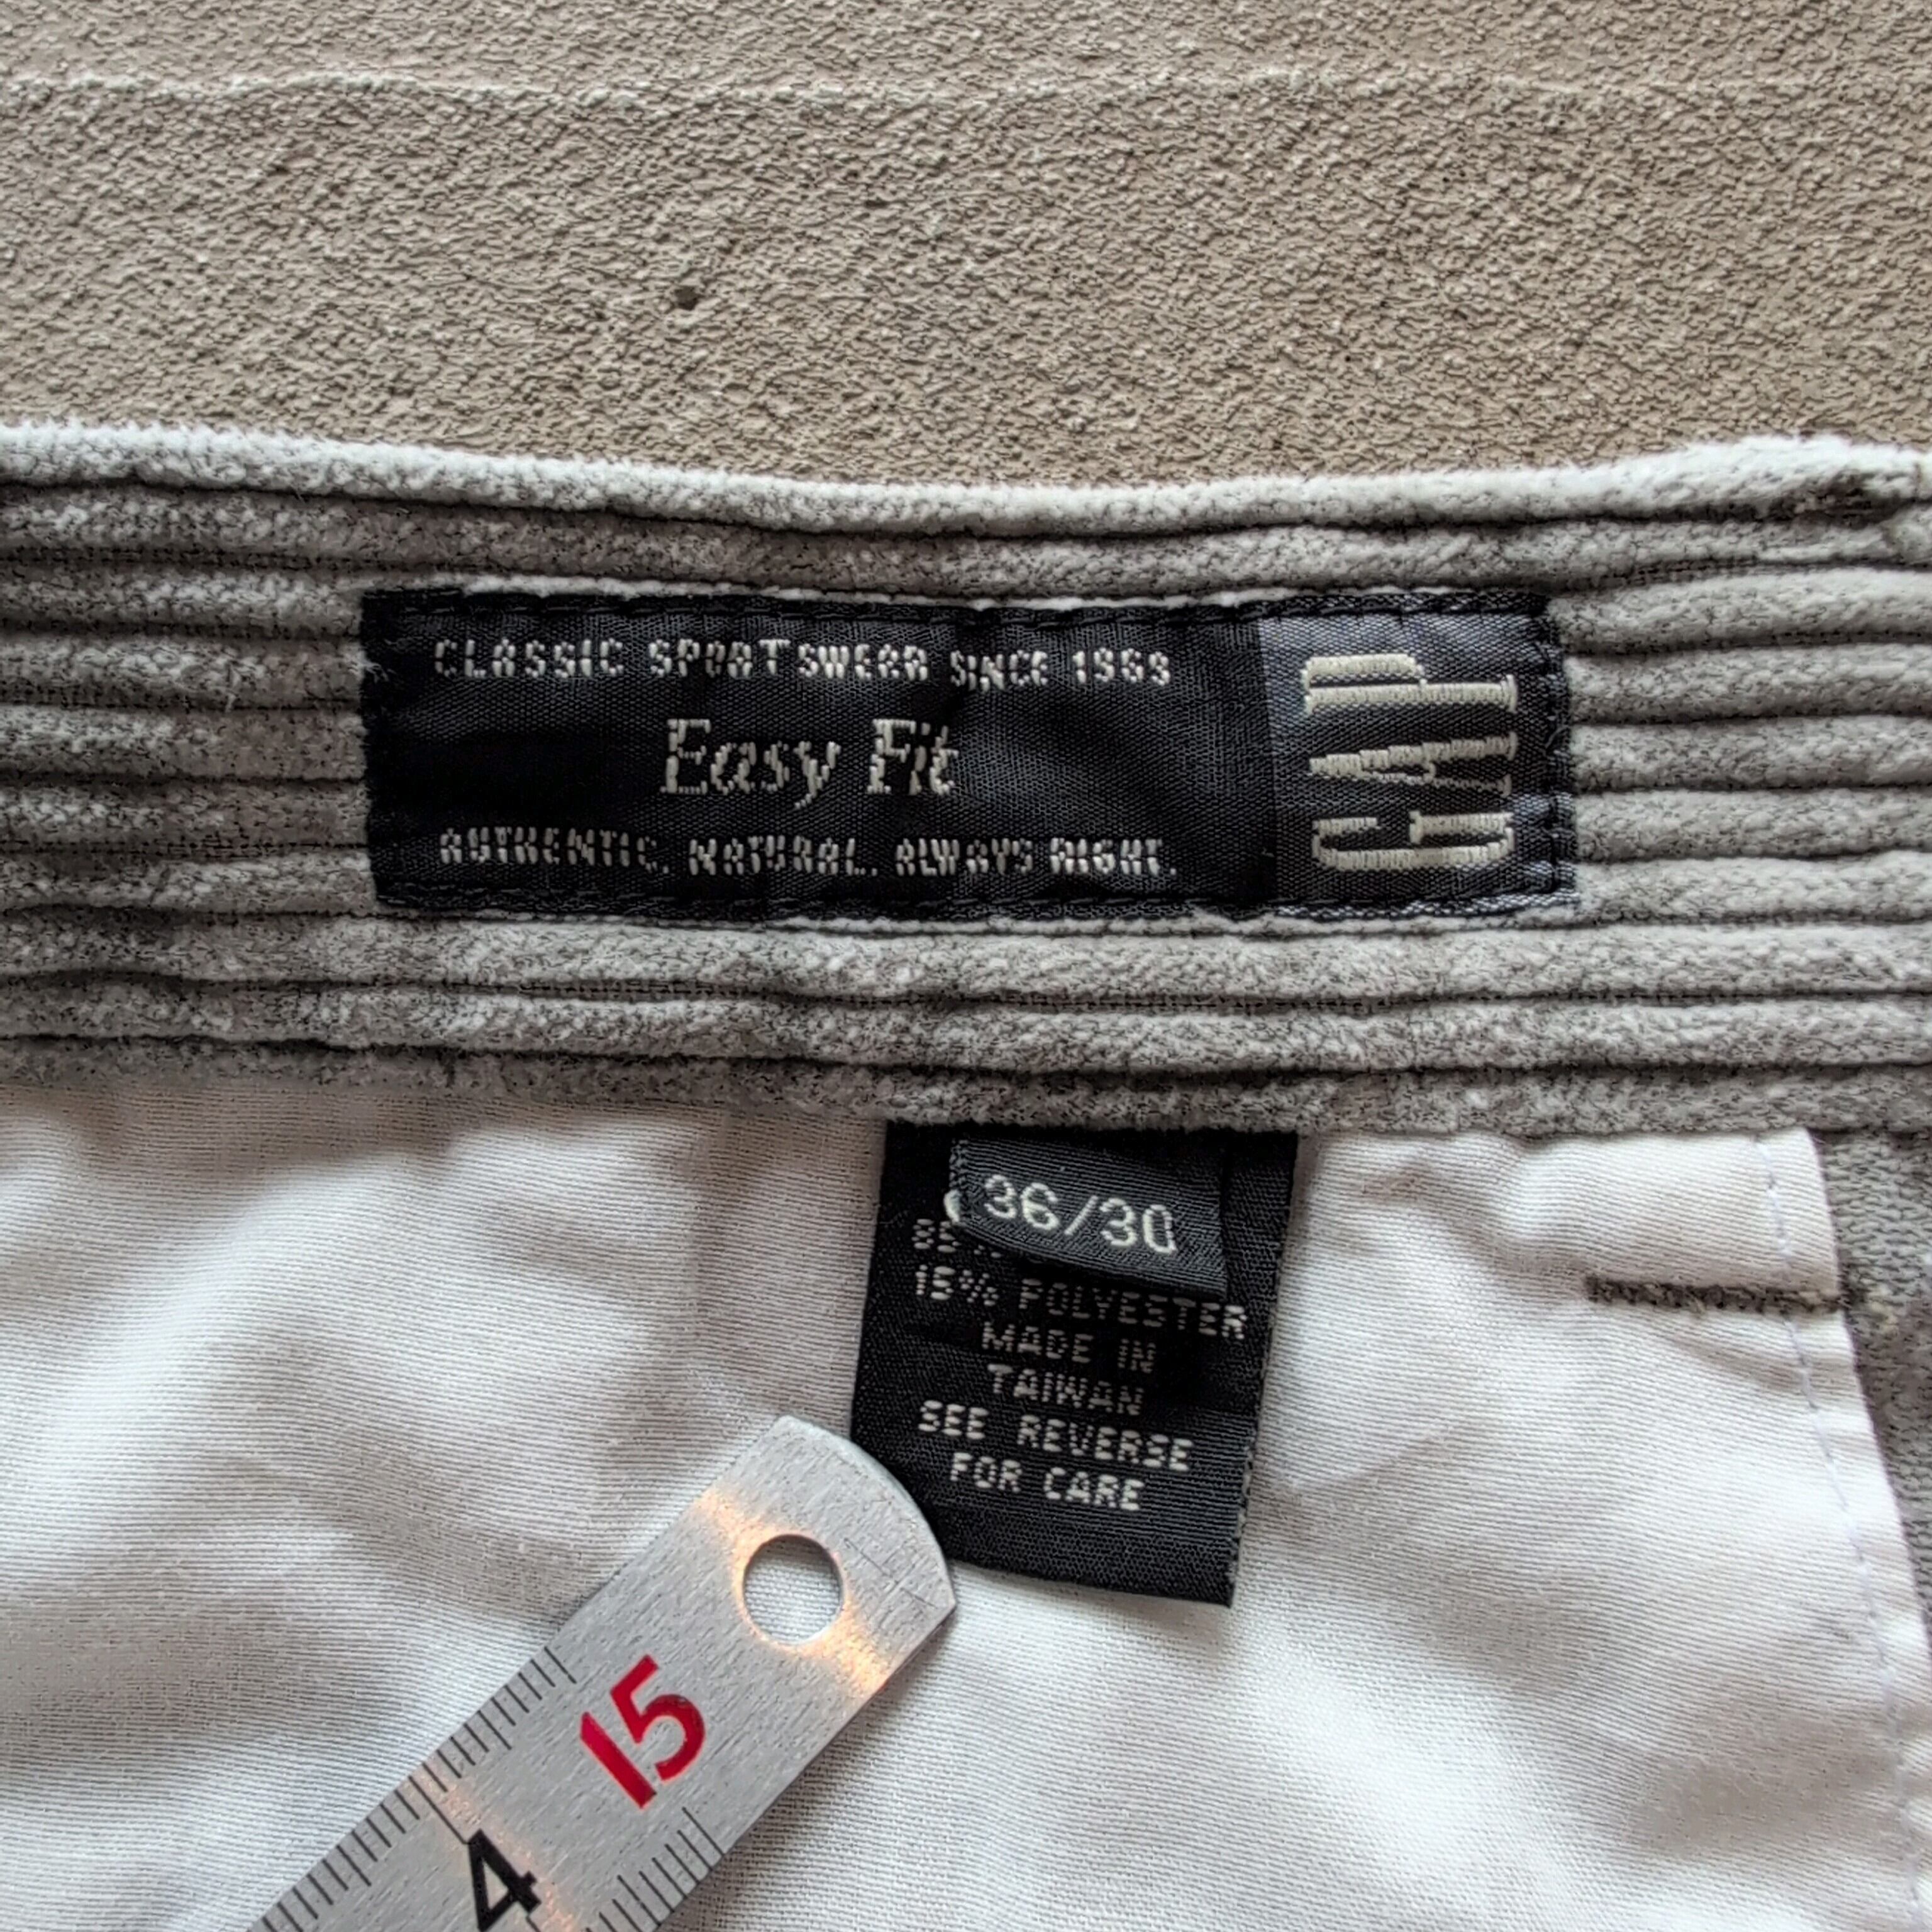 CLASSIC SPORTSWEAR SINCE 1969
Easy Fit
AUTHENTIC. NATURAL. ALWAYS RIGHT.
GAP
36/30
85%
15% POLYESTER
MADE IN
TAIWAN
SEE REVERSE
FOR CARE
15
4